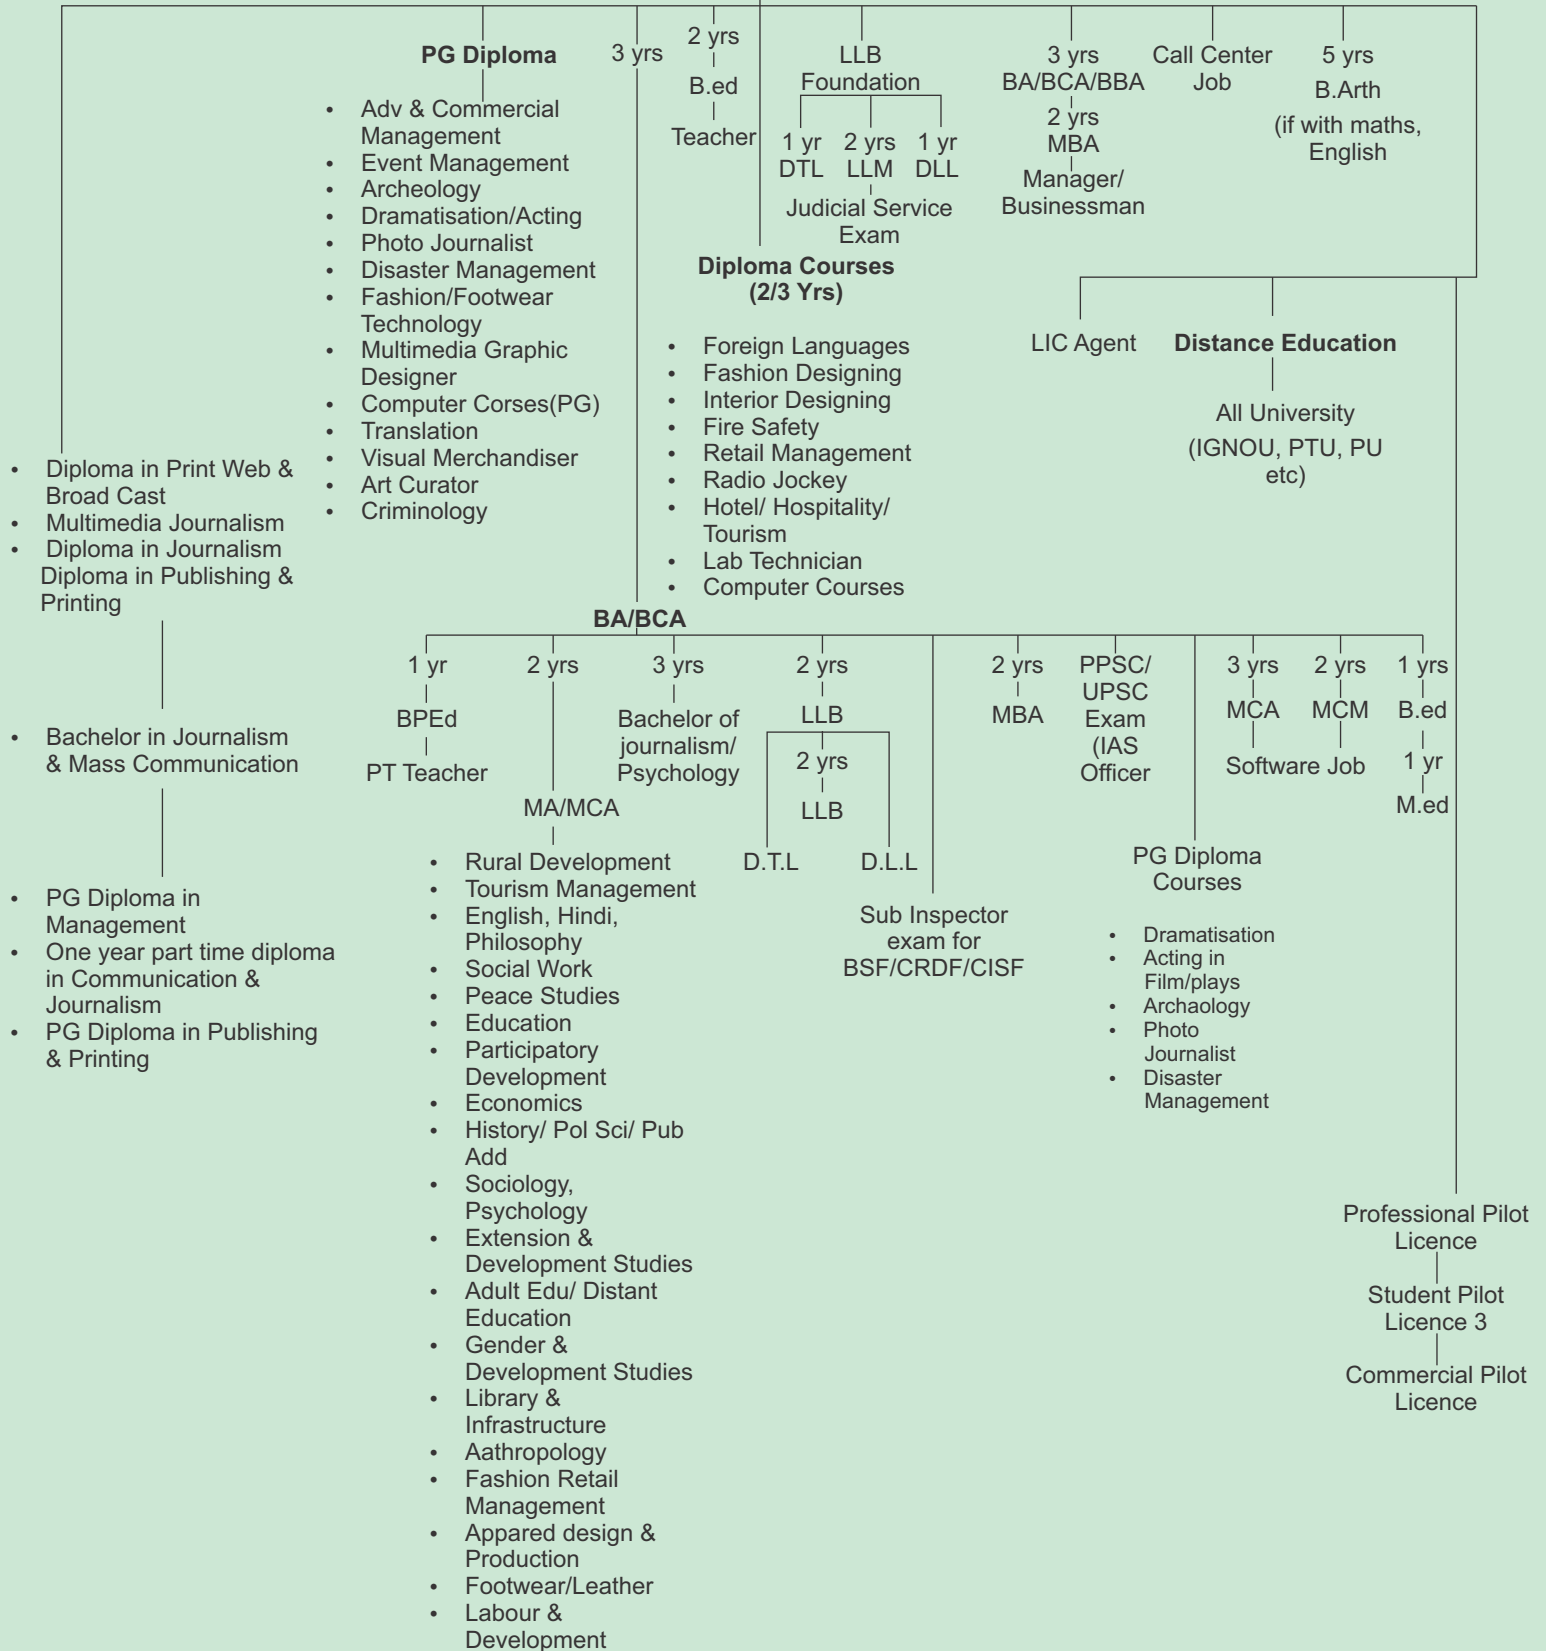 PG Diploma
• Adv & Commercial
Management
• Event Management
• Archeology
• Dramatisation/Acting
• Photo Journalist
• Disaster Management
• Fashion/Footwear
Technology
• Multimedia Graphic
Designer
• Computer Corses(PG)
• Translation
• Visual Merchandiser
• Art Curator
• Criminology
3 yrs
2 yrs
B.ed
Teacher
LLB
Foundation
1 yr 2 yrs 1 yr
DTL LLM DLL
Judicial Service
Exam
3 yrs
BA/BCA/BBA
2 yrs
MBA
Manager/
Businessman
Call Center
Job
5 yrs
B.Arth
(if with maths,
English
Diploma Courses
(2/3 Yrs)
• Foreign Languages
• Fashion Designing
• Interior Designing
• Fire Safety
• Retail Management
• Radio Jockey
• Hotel/ Hospitality/
Tourism
• Lab Technician
• Computer Courses
LIC Agent
Distance Education
All University
(IGNOU, PTU, PU
etc)
• Diploma in Print Web &
Broad Cast
• Multimedia Journalism
• Diploma in Journalism
Diploma in Publishing &
Printing
• Bachelor in Journalism
& Mass Communication
• PG Diploma in
Management
• One year part time diploma
in Communication &
Journalism
• PG Diploma in Publishing
& Printing
BA/BCA
1 yr
BPEd
PT Teacher
2 yrs
MA/MCA
• Rural Development
• Tourism Management
• English, Hindi,
Philosophy
• Social Work
• Peace Studies
• Education
• Participatory
Development
• Economics
• History/ Pol Sci/ Pub
Add
• Sociology,
Psychology
• Extension &
Development Studies
• Adult Edu/ Distant
Education
• Gender &
Development Studies
• Library &
Infrastructure
• Aathropology
• Fashion Retail
Management
• Appared design &
Production
• Footwear/Leather
• Labour &
Development
3 yrs
Bachelor of
journalism/
Psychology
2 yrs
LLB
2 yrs
LLB
D.T.L D.L.L
Sub Inspector
exam for
BSF/CRDF/CISF
2 yrs
MBA
PPSC/
UPSC
Exam
(IAS
Officer
PG Diploma
Courses
• Dramatisation
• Acting in
Film/plays
• Archaology
• Photo
Journalist
• Disaster
Management
3 yrs 2 yrs
MCA MCM
Software Job
1 yrs
B.ed
1 yr
M.ed
Professional Pilot
Licence
Student Pilot
Licence 3
Commercial Pilot
Licence